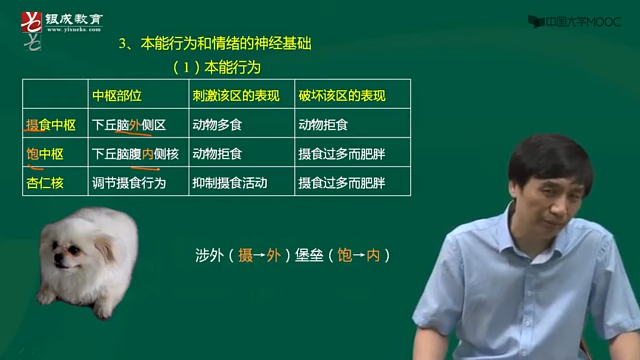 银成教育
www.yixueks.com
中国大学MOOC
3、本能行为和情绪的神经基础
（1）本能行为
中枢部位 刺激该区的表现 破坏该区的表现
摄食中枢 下丘脑外侧区 动物多食 动物拒食
饱中枢 下丘脑腹内侧核 动物拒食 摄食过多而肥胖
杏仁核 调节摄食行为 抑制摄食活动 摄食过多而肥胖
涉外（摄→外）堡垒（饱→内）